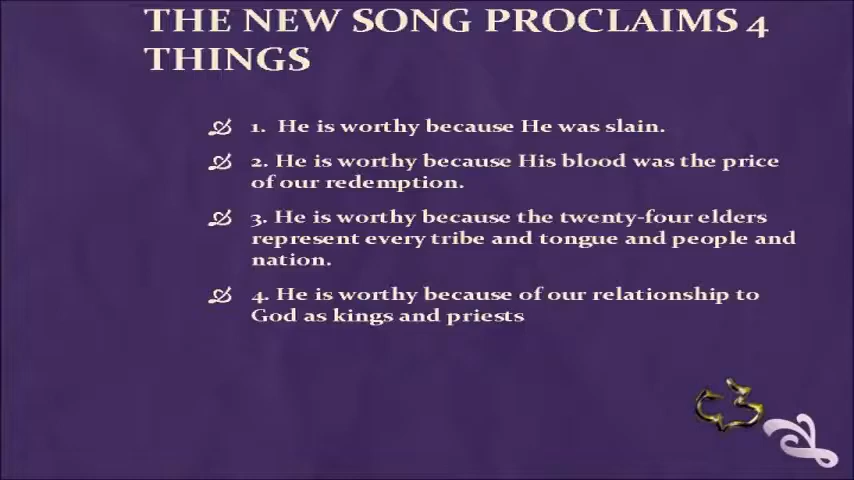 THE NEW SONG PROCLAIMS 4
THINGS
1. He is worthy because He was slain.
2. He is worthy because His blood was the price
of our redemption.
3. He is worthy because the twenty-four elders
represent every tribe and tongue and people and
nation.
4. He is worthy because of our relationship to
God as kings and priests
C3